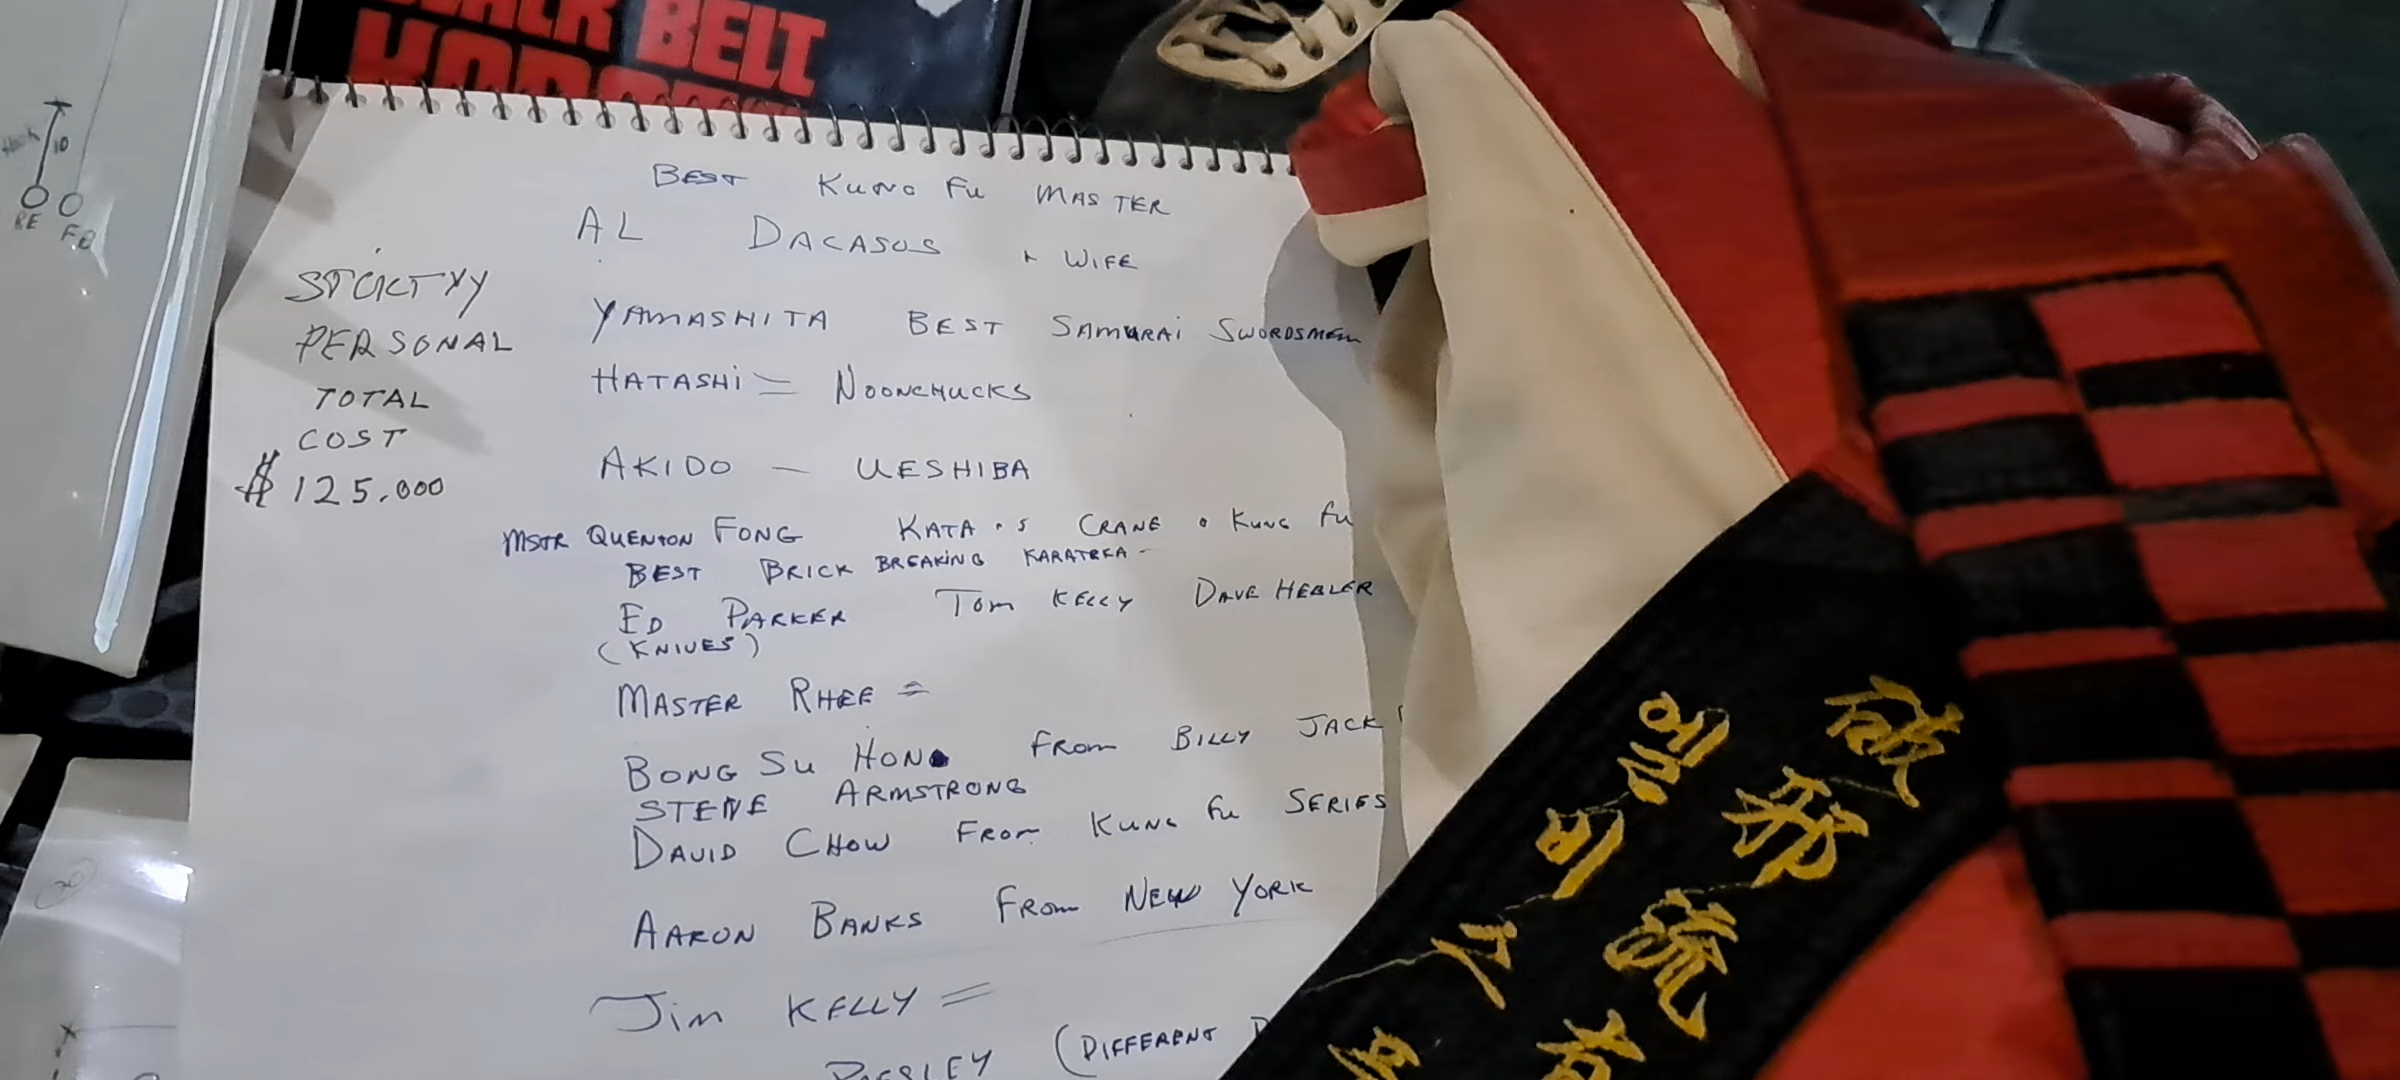 BELT
10
RE FB
BEST KUNG FU MASTER
AL DACASOS + WIFE
STCKTYY
PERSONAL
TOTAL
COST
$125,000
YAMASHITA BEST SAMURAI SWORDSMEN
HATASHI = NOONCHUCKS
AKIDO — UESHIBA
MSTR QUENTON FONG KATA'S CRANE • KUNG FU
BEST BRICK BREAKING KARATEKA -
ED PARKER TOM KELLY DAVE HEBLER
(KNIVES)
MASTER RHEE =
BONG SU HON FROM BILLY JACK
STEVE ARMSTRONG
DAVID CHOW FROM KUNG FU SERIES
AARON BANKS FROM NEW YORK
JIM KELLY =
PRESLEY (DIFFERENT